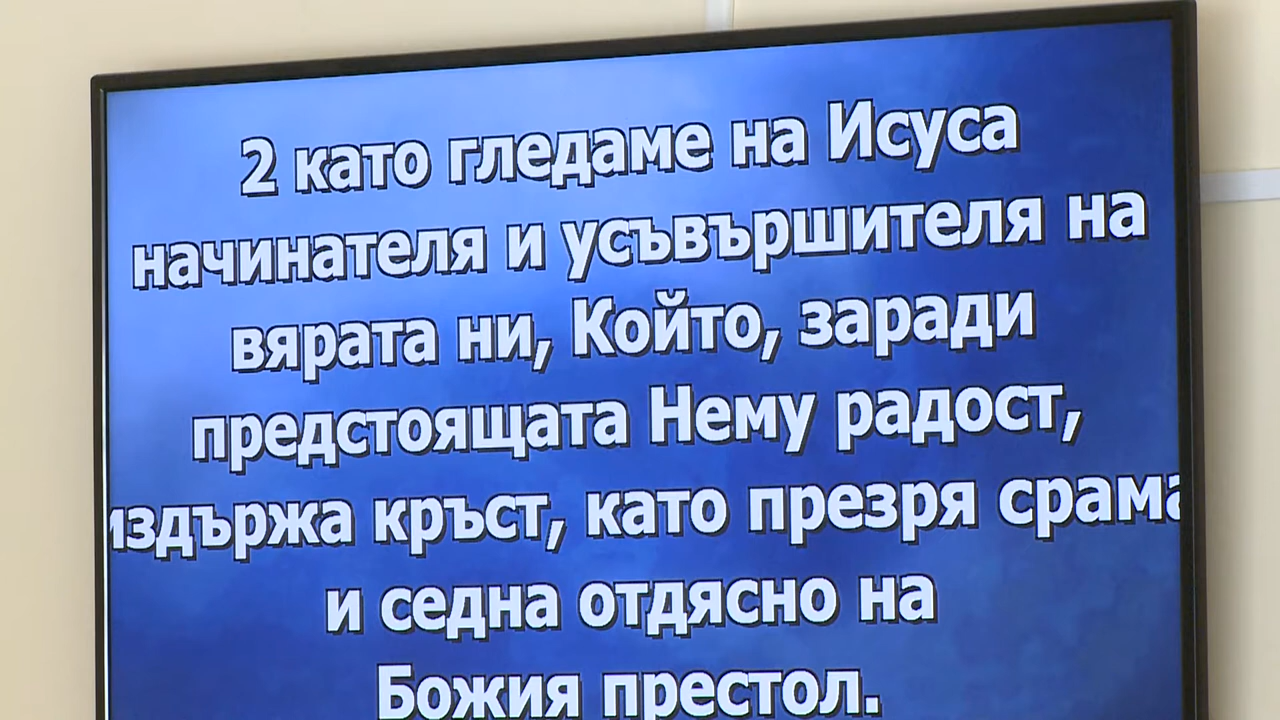 2 като гледаме на Исуса
начинателя и усъвършителя на
вярата ни, Който, заради
предстоящата Нему радост,
издържа кръст, като презря срама
и седна отдясно на
Божия престол.